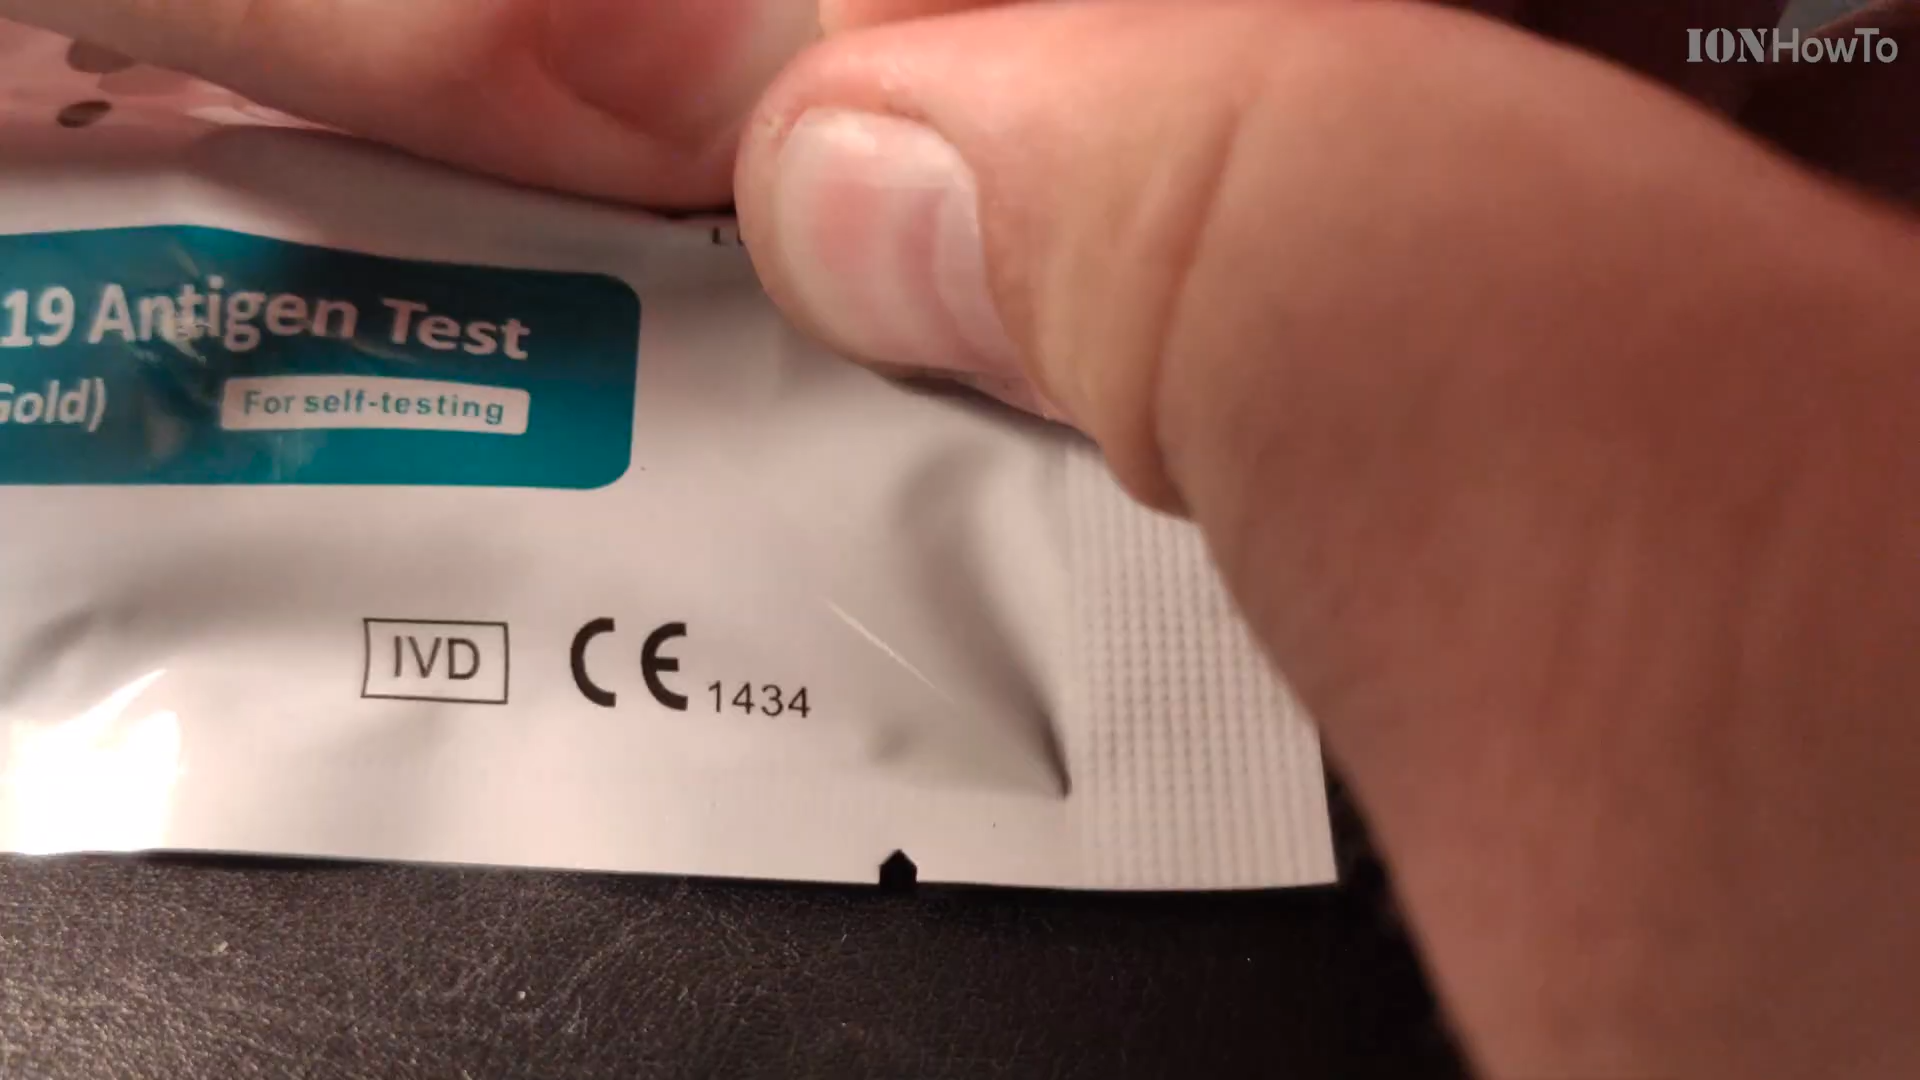 IONHowTo
19 Antigen Test
Gold)
For self-testing
IVD
CE 1434